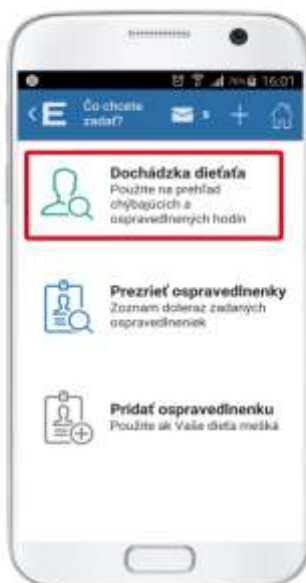 70% 16:01
E Čo chcete
zadať?
Dochádzka dieťaťa
Použite na prehľad
chýbajúcich a
ospravedlnených hodín
Prezrieť ospravedlnenky
Zoznam doteraz zadaných
ospravedlneniek
Pridať ospravedlnenku
Použite ak Vaše dieťa mešká